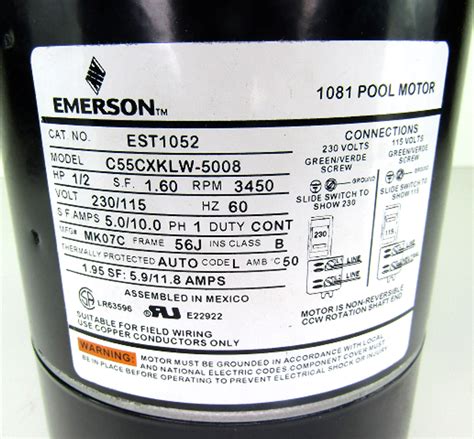 EMERSON™
1081 POOL MOTOR
CAT. NO. EST1052
MODEL C55CXKLW-5008
HP 1/2 S.F. 1.60 RPM 3450
VOLT 230/115 HZ 60
S F AMPS 5.0/10.0 PH 1 DUTY CONT
MFG# MK07C FRAME 56J INS CLASS B
THERMALLY PROTECTED AUTO CODE L AMB °C 50
1.95 SF: 5.9/11.8 AMPS
ASSEMBLED IN MEXICO
LR63596
E22922
SUITABLE FOR FIELD WIRING
USE COPPER CONDUCTORS ONLY
CONNECTIONS
230 VOLTS
GREEN/VERDE
SCREW
SLIDE SWITCH TO
SHOW 230
230
LINE
LINE
115 VOLTS
GREEN/VERDE
SCREW
SLIDE SWITCH TO
SHOW 115
115
LINE
LINE
MOTOR IS NON-REVERSIBLE
CCW ROTATION SHAFT END
WARNING: MOTOR MUST BE GROUNDED IN ACCORDANCE WITH LOCAL
AND NATIONAL ELECTRICAL CODES. COMPONENT COVER MUST
BE IN PLACE BEFORE OPERATING TO PREVENT ELECTRICAL SHOCK OR INJURY